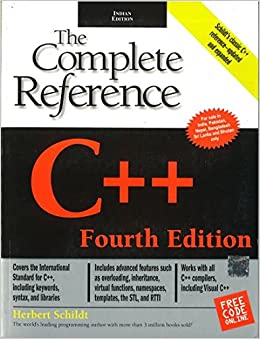 INDIAN
EDITION
The
Complete
Reference
Schildt's classic C++
reference—updated
and expanded
For sale in
India, Pakistan,
Nepal, Bangladesh
Sri Lanka and Bhutan
only
C++
Fourth Edition
Covers the International
Standard for C++,
including keywords,
syntax, and libraries
Includes advanced features such as
overloading, inheritance,
virtual functions, namespaces,
templates, the STL, and RTTI
Works with all
C++ compilers,
including Visual C++
Herbert Schildt
The world's leading programming author with more than 3 million books sold!
FREE
CODE
ONLINE